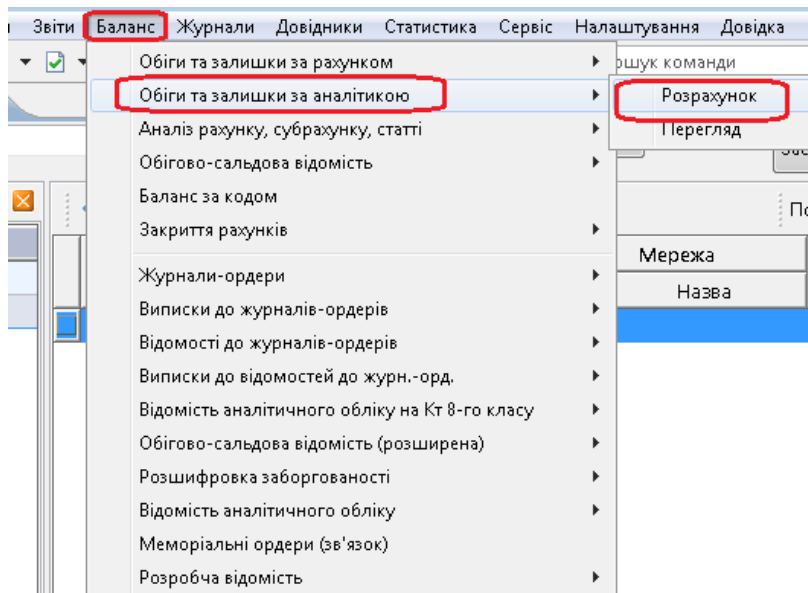 Звіти Баланс Журнали Довідники Статистика Сервіс Налаштування Довідка
Обіги та залишки за рахунком
команди
Обіги та залишки за аналітикою
Розрахунок
Аналіз рахунку, субрахунку, статті
Перегляд
Обігово-сальдова відомість
Баланс за кодом
Закриття рахунків
Мережа
Журнали-ордери
Назва
Виписки до журналів-ордерів
Відомості до журналів-ордерів
Виписки до відомостей до журн.-орд.
Відомість аналітичного обліку на Кт 8-го класу
Обігово-сальдова відомість (розширена)
Розшифровка заборгованості
Відомість аналітичного обліку
Меморіальні ордери (зв'язок)
Розробча відомість